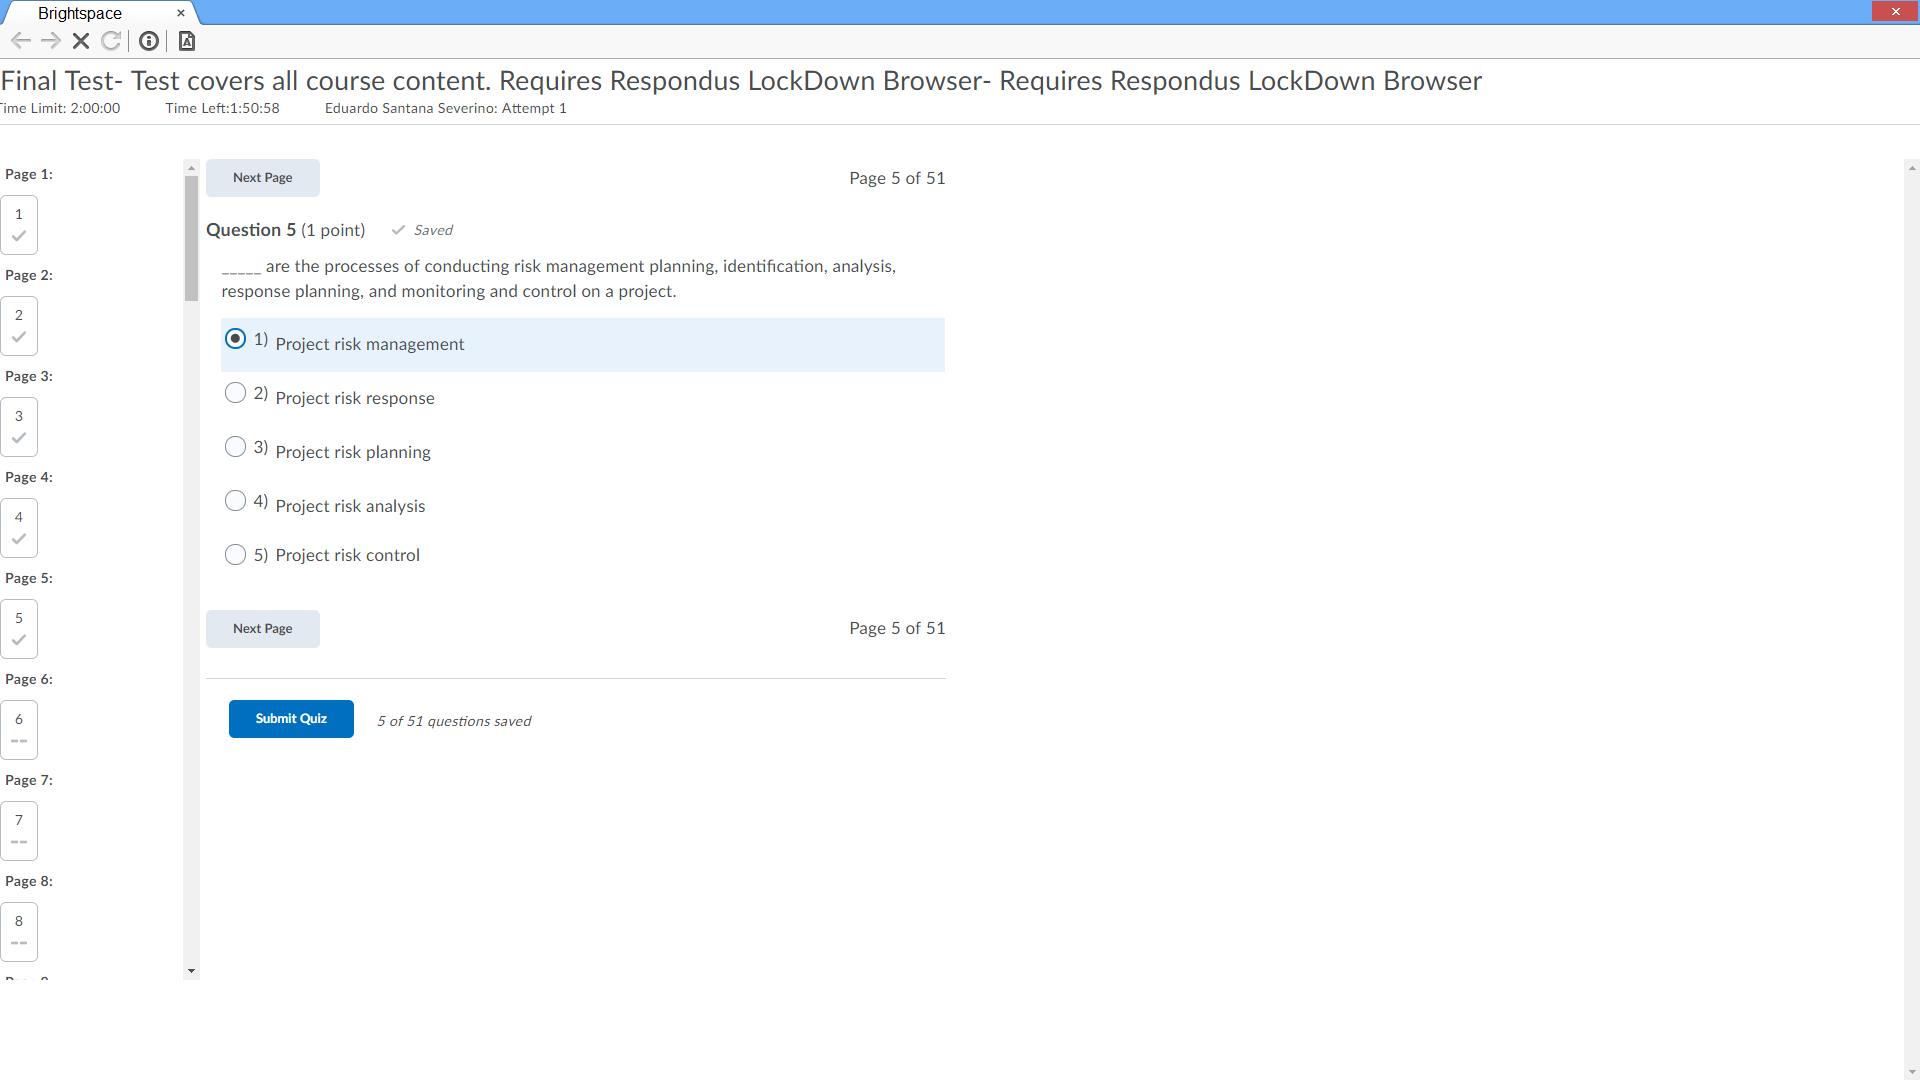 Brightspace
Final Test- Test covers all course content. Requires Respondus LockDown Browser- Requires Respondus LockDown Browser
Time Limit: 2:00:00 Time Left:1:50:58 Eduardo Santana Severino: Attempt 1
Page 1:
1
Page 2:
2
Page 3:
3
Page 4:
4
Page 5:
5
Page 6:
6
--
Page 7:
7
--
Page 8:
8
--
Next Page Page 5 of 51
Question 5 (1 point) Saved
_____ are the processes of conducting risk management planning, identification, analysis,
response planning, and monitoring and control on a project.
1) Project risk management
2) Project risk response
3) Project risk planning
4) Project risk analysis
5) Project risk control
Next Page Page 5 of 51
Submit Quiz 5 of 51 questions saved